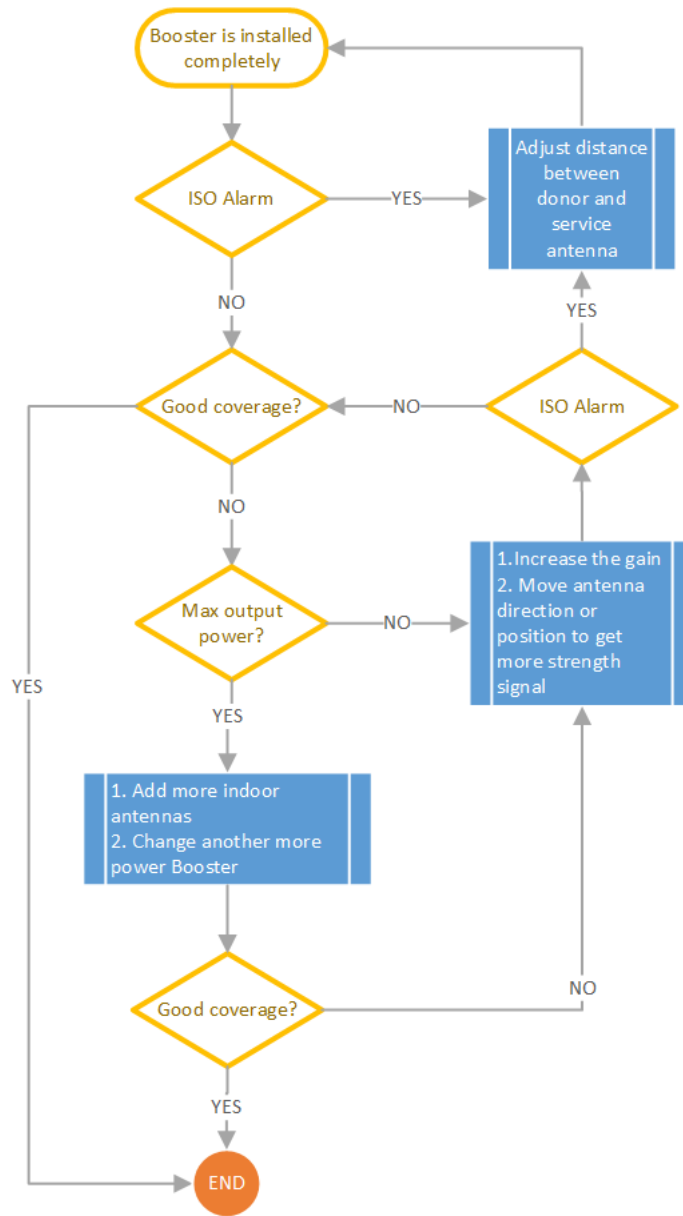 Booster is installed
completely
Adjust distance
between
donor and
service
antenna
ISO Alarm
YES
NO
YES
Good coverage?
NO
ISO Alarm
NO
1.Increase the gain
2. Move antenna
direction or
position to get
more strength
signal
Max output
power?
NO
YES
YES
1. Add more indoor
antennas
2. Change another more
power Booster
Good coverage?
NO
YES
END